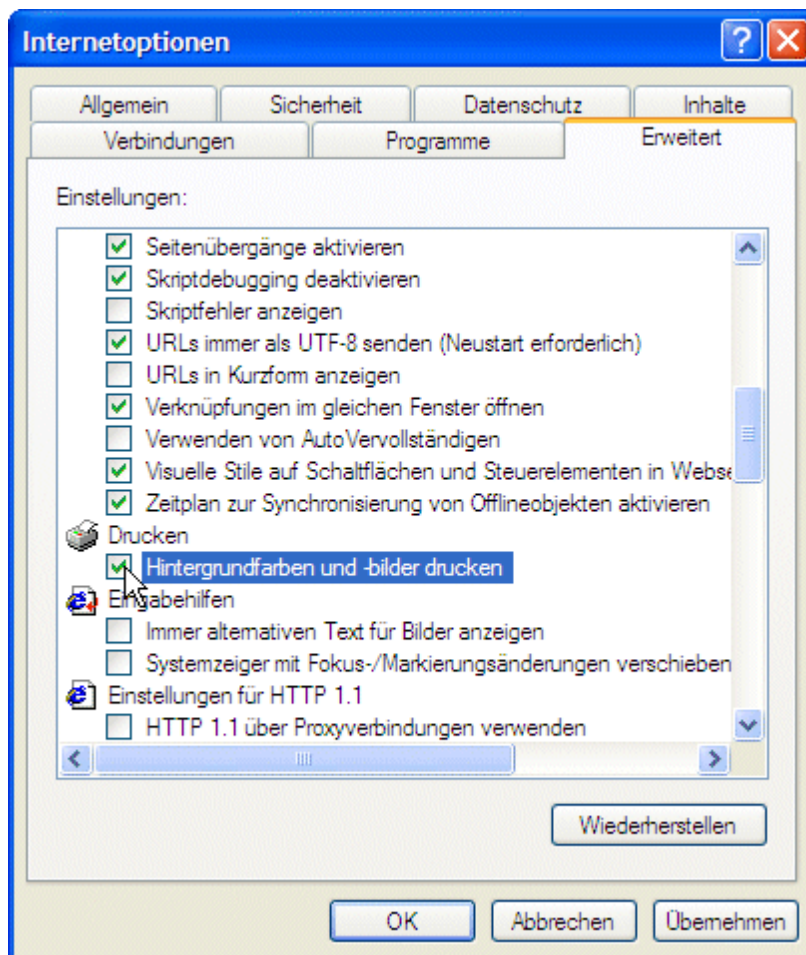 Internetoptionen
Allgemein Sicherheit Datenschutz Inhalte
Verbindungen Programme Erweitert
Einstellungen:
Seitenübergänge aktivieren
Skriptdebugging deaktivieren
Skriptfehler anzeigen
URLs immer als UTF-8 senden (Neustart erforderlich)
URLs in Kurzform anzeigen
Verknüpfungen im gleichen Fenster öffnen
Verwenden von AutoVervollständigen
Visuelle Stile auf Schaltflächen und Steuerelementen in Webse
Zeitplan zur Synchronisierung von Offlineobjekten aktivieren
Drucken
Hintergrundfarben und -bilder drucken
Eingabehilfen
Immer alternativen Text für Bilder anzeigen
Systemzeiger mit Fokus-/Markierungsänderungen verschieben
Einstellungen für HTTP 1.1
HTTP 1.1 über Proxyverbindungen verwenden
Wiederherstellen
OK Abbrechen Übernehmen